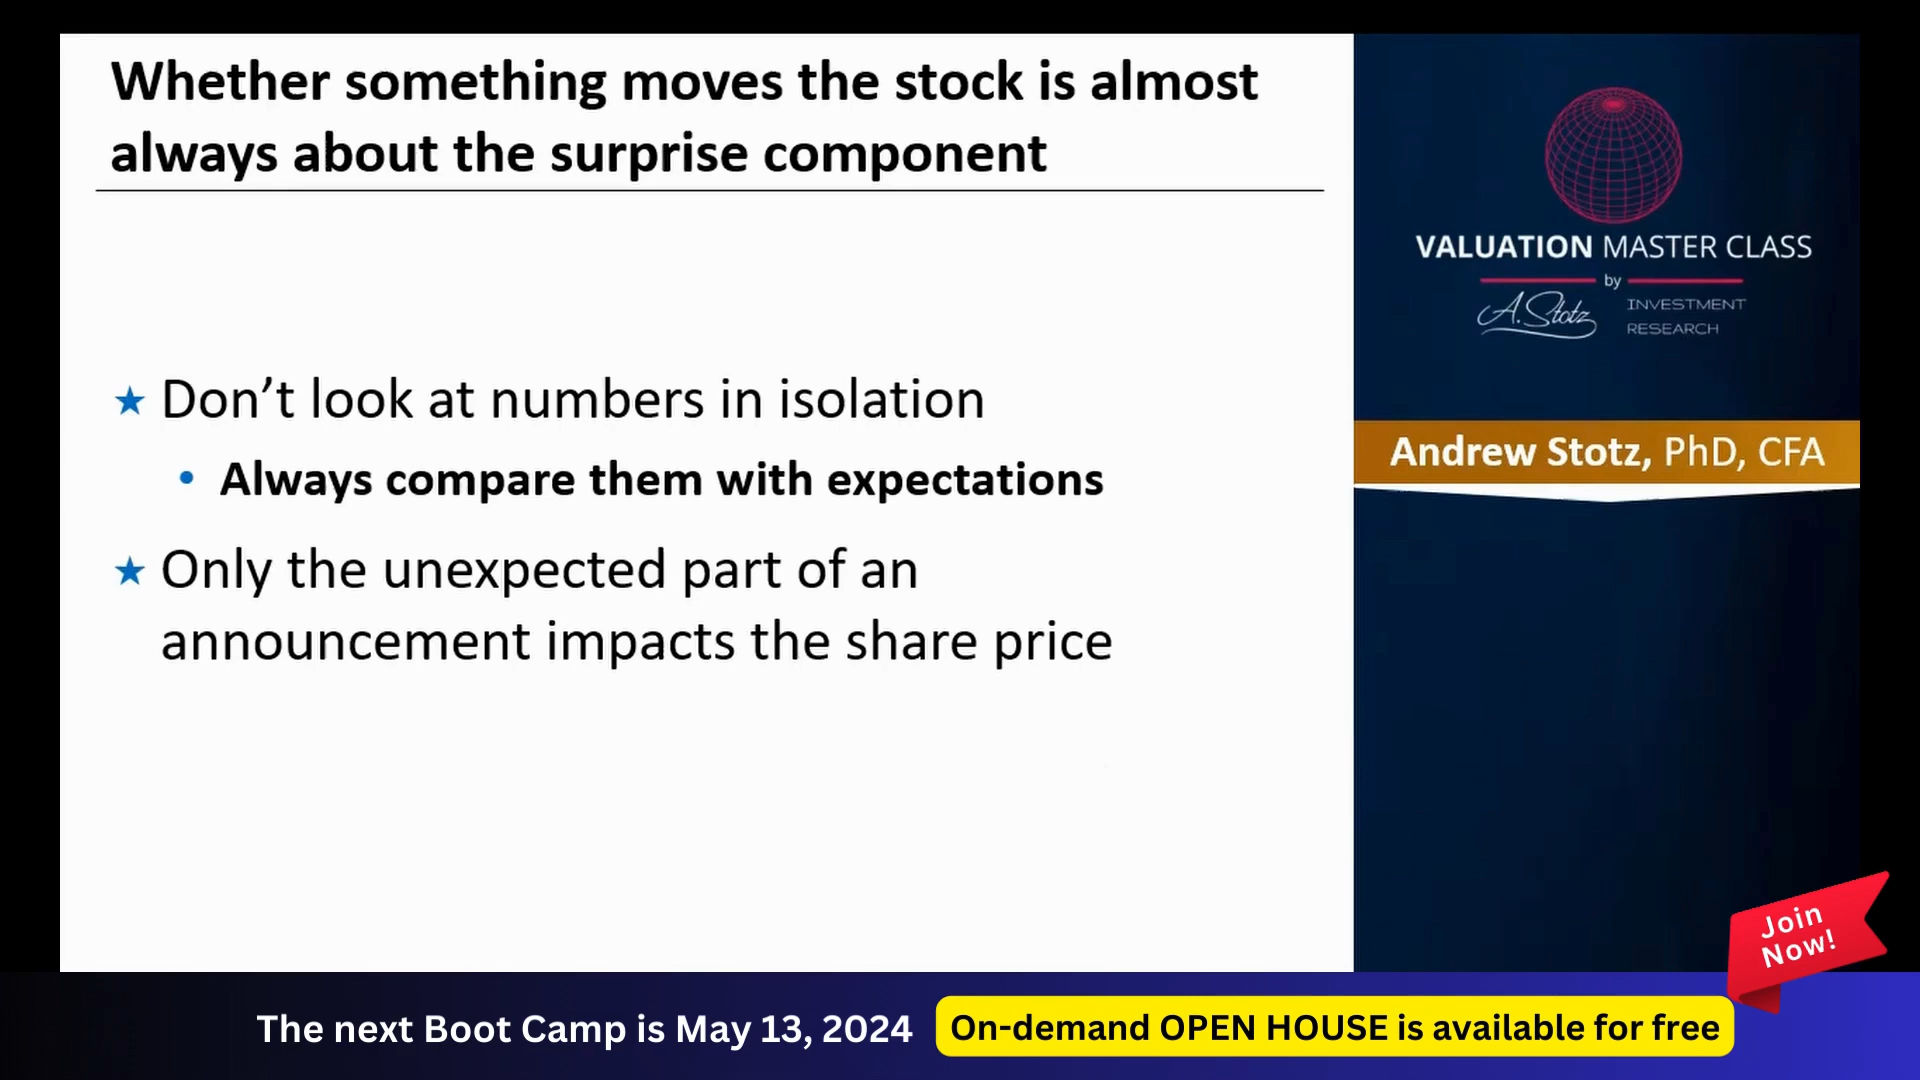 Whether something moves the stock is almost
always about the surprise component
★ Don’t look at numbers in isolation
• Always compare them with expectations
★ Only the unexpected part of an
announcement impacts the share price
VALUATION MASTER CLASS
by
A.Stotz INVESTMENT
RESEARCH
Andrew Stotz, PhD, CFA
Join
Now!
The next Boot Camp is May 13, 2024 On-demand OPEN HOUSE is available for free